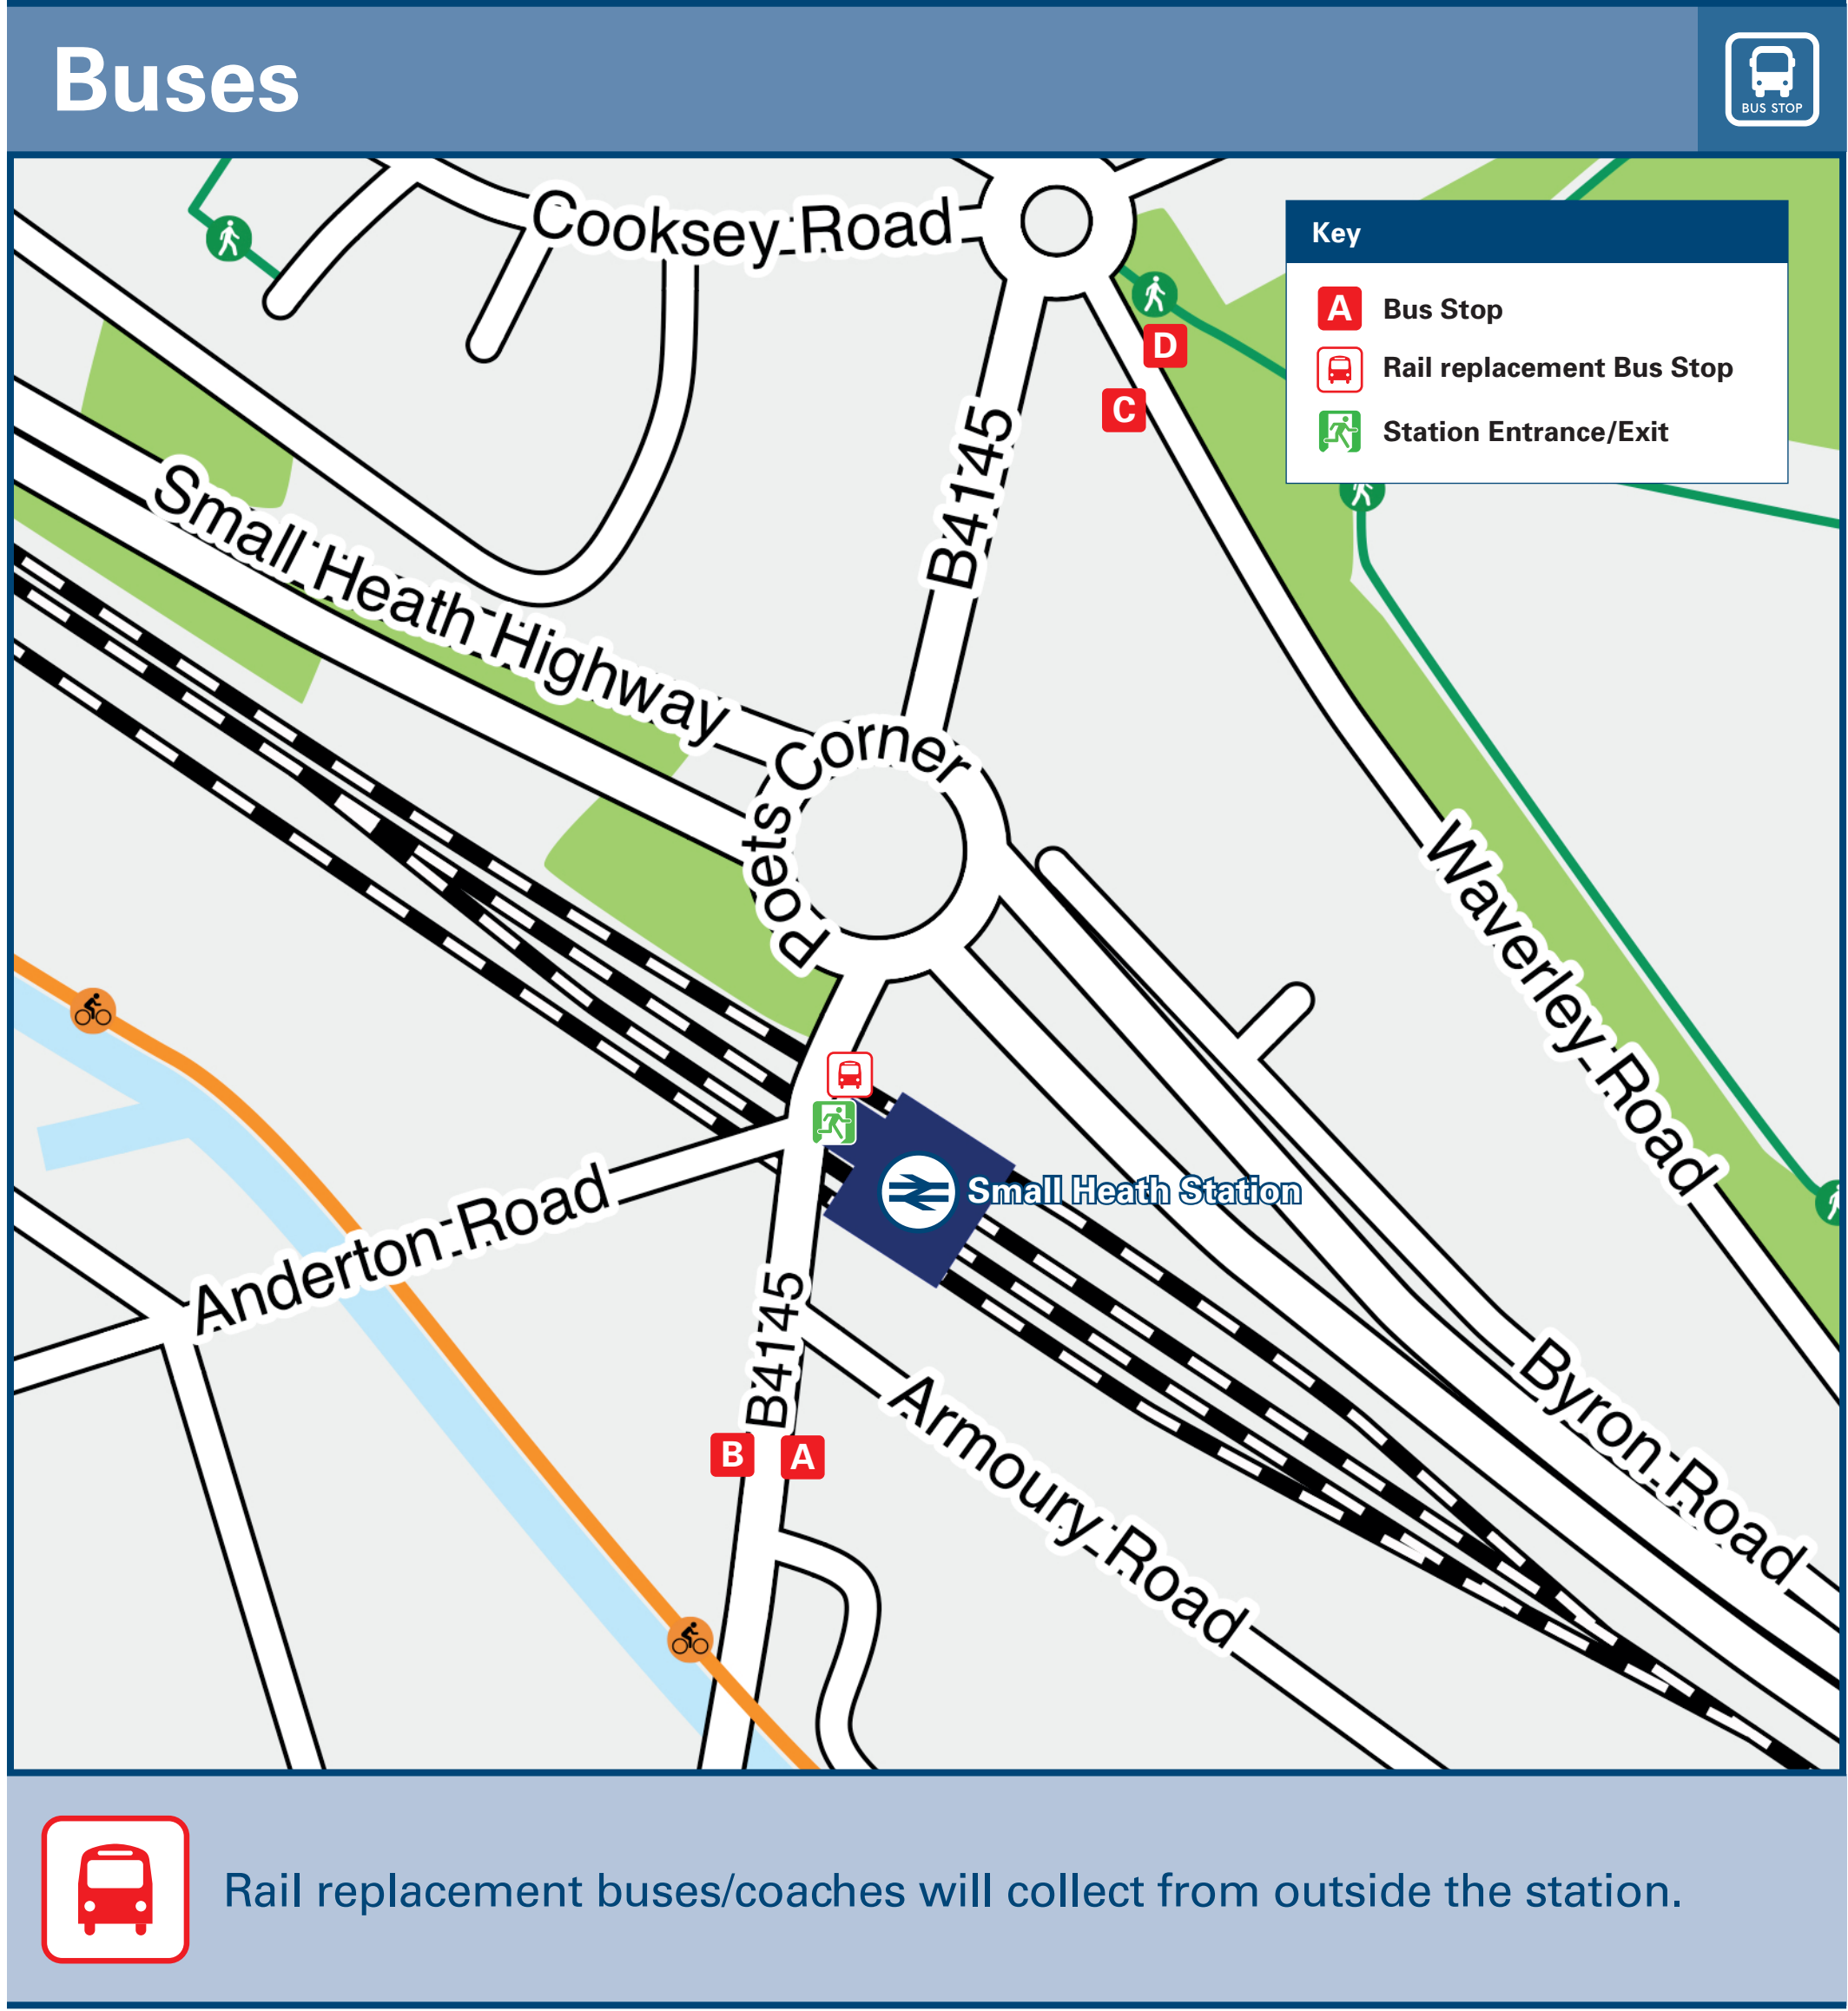 Buses
BUS STOP
Cooksey Road
Key
A Bus Stop
Rail replacement Bus Stop
Station Entrance/Exit
D
C
B4145
Small Heath Highway
Poets Corner
Waverley Road
Small Heath Station
Anderton Road
B4145
Armoury Road
Byron Road
B
A
Rail replacement buses/coaches will collect from outside the station.